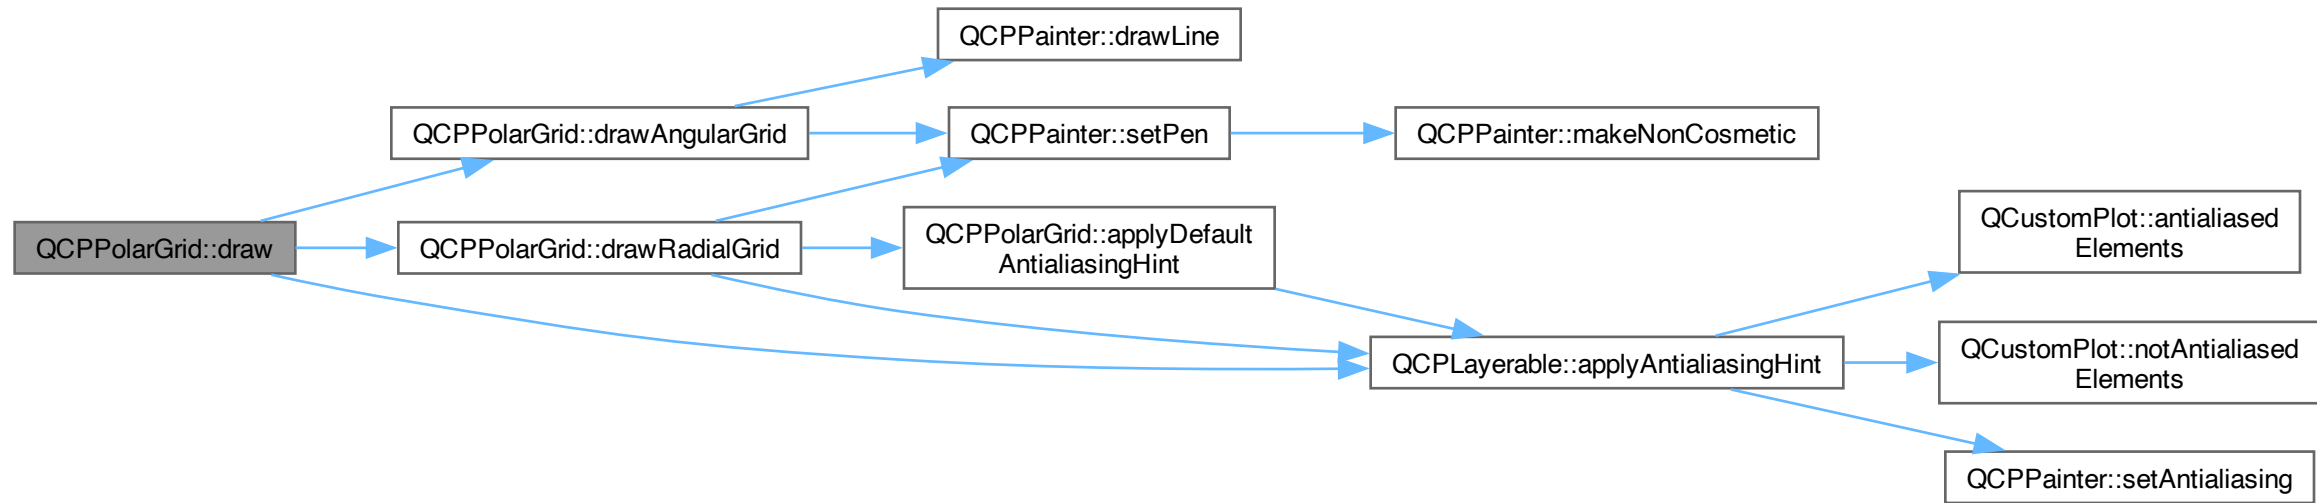 QCPPainter::drawLine
QCPPolarGrid::drawAngularGrid
QCPPainter::setPen
QCPPainter::makeNonCosmetic
QCPPolarGrid::draw
QCPPolarGrid::drawRadialGrid
QCPPolarGrid::applyDefault
AntialiasingHint
QCustomPlot::antialiased
Elements
QCPLayerable::applyAntialiasingHint
QCustomPlot::notAntialiased
Elements
QCPPainter::setAntialiasing